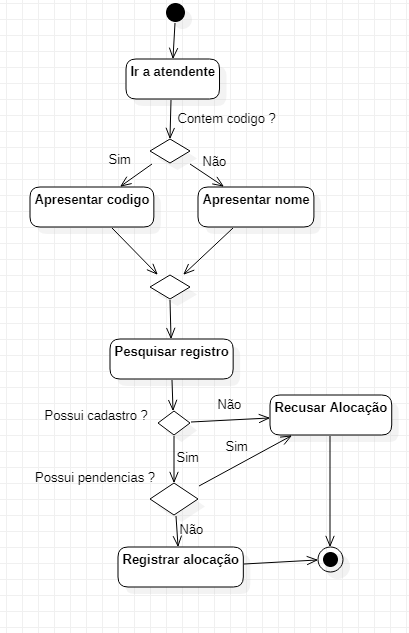 Ir a atendente
Contem codigo ?
Sim
Não
Apresentar codigo
Apresentar nome
Pesquisar registro
Possui cadastro ?
Não
Recusar Alocação
Sim
Sim
Possui pendencias ?
Não
Registrar alocação